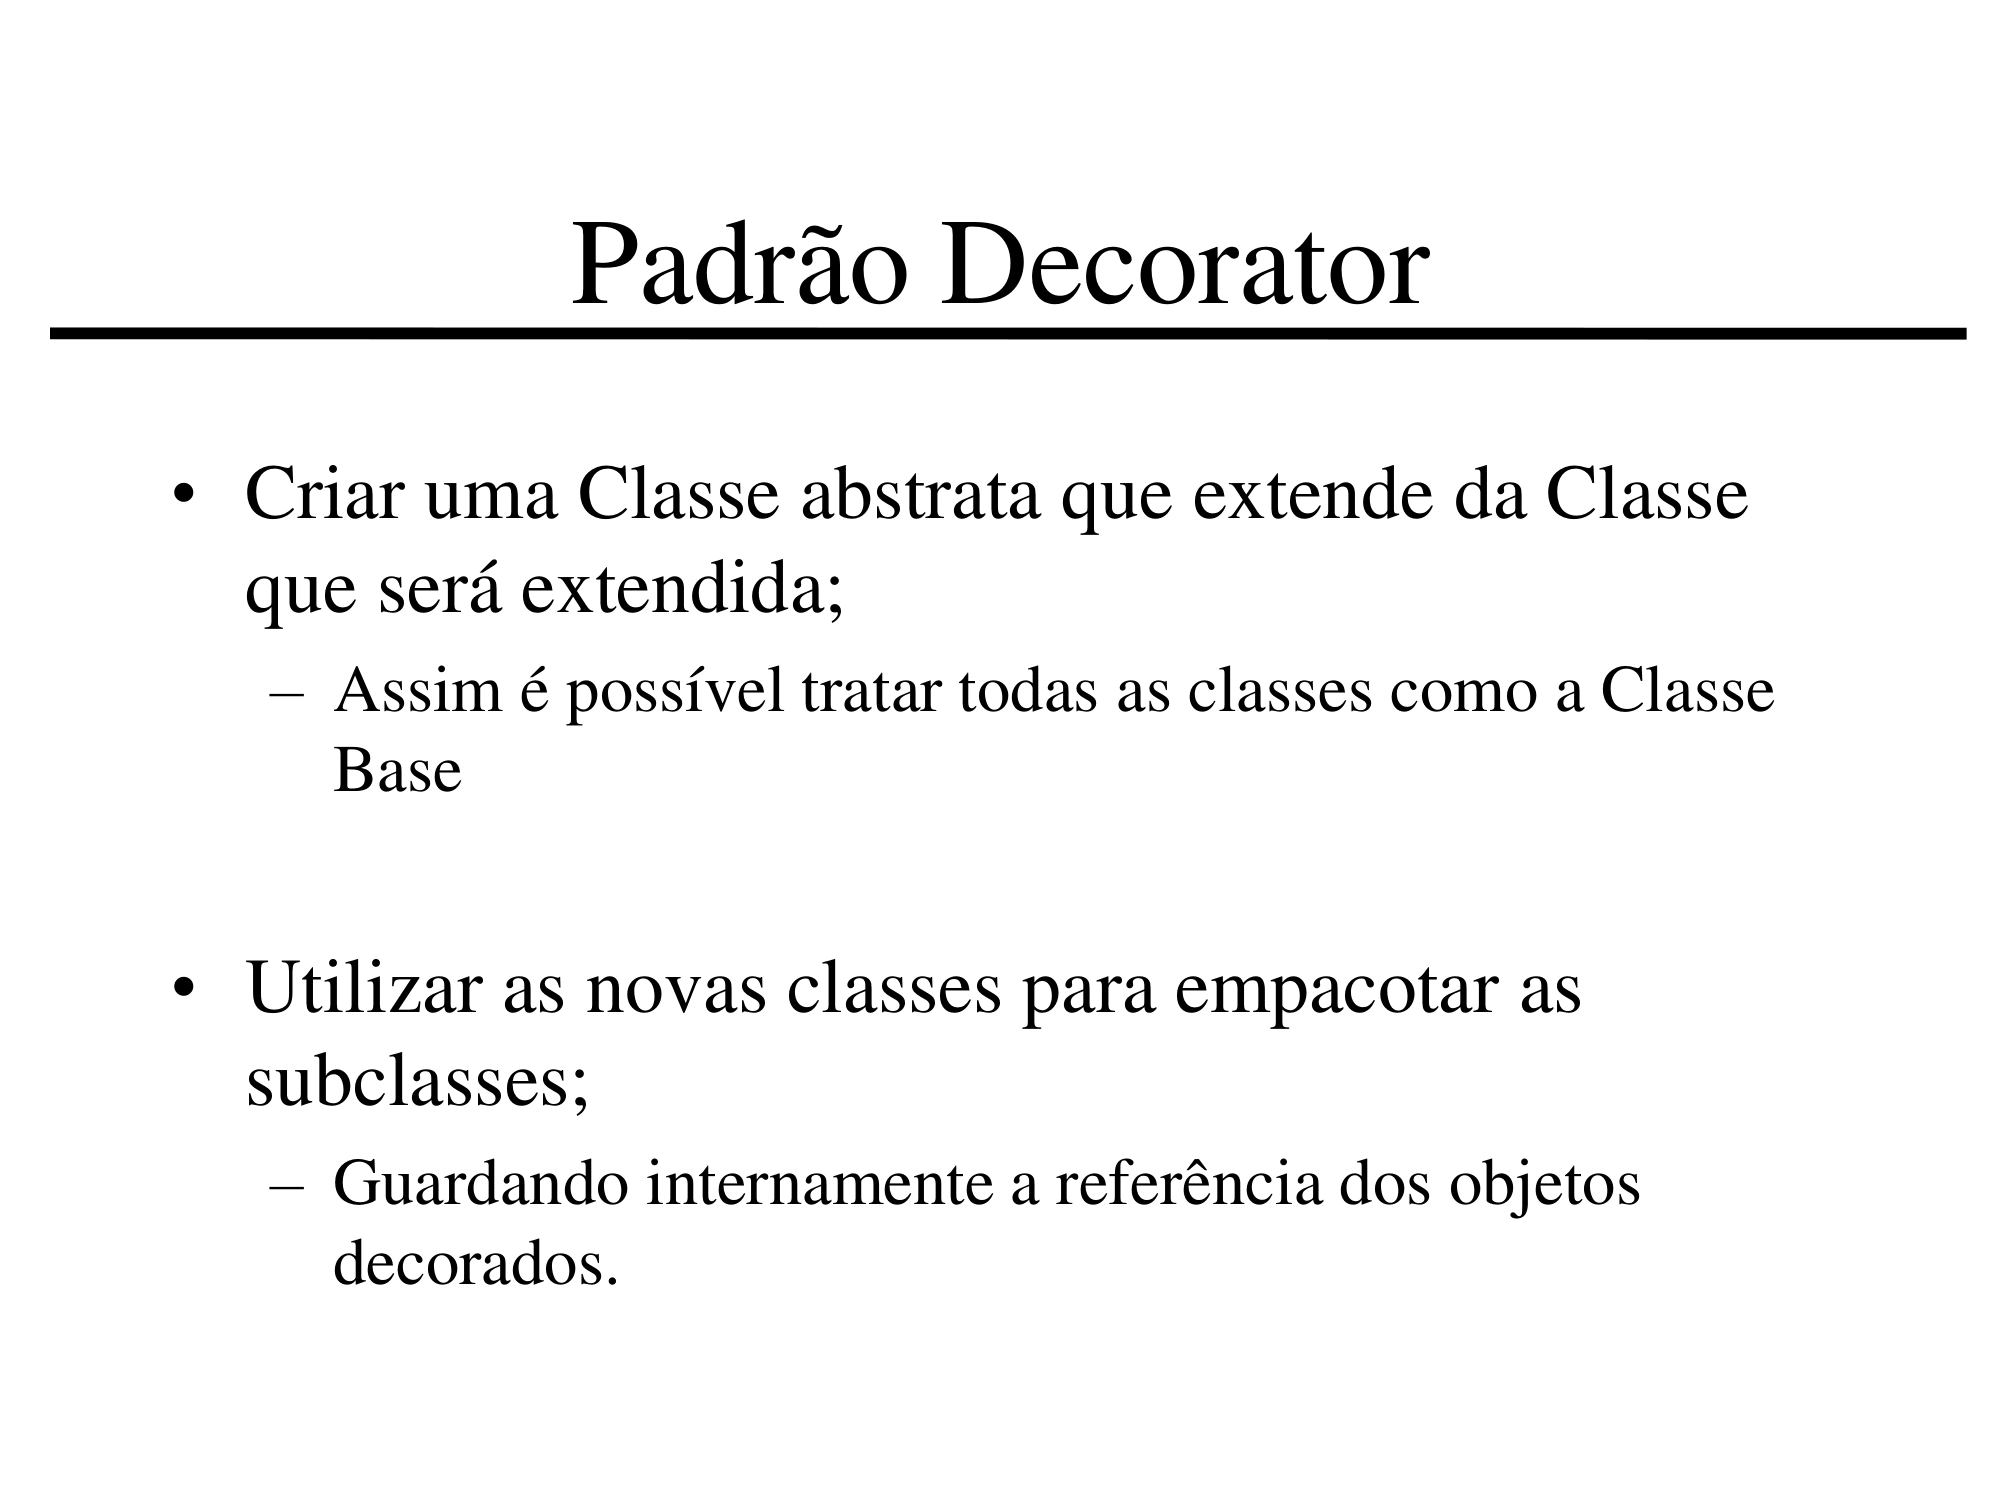 Padrão Decorator
• Criar uma Classe abstrata que extende da Classe
que será extendida;
– Assim é possível tratar todas as classes como a Classe
Base
• Utilizar as novas classes para empacotar as
subclasses;
– Guardando internamente a referência dos objetos
decorados.